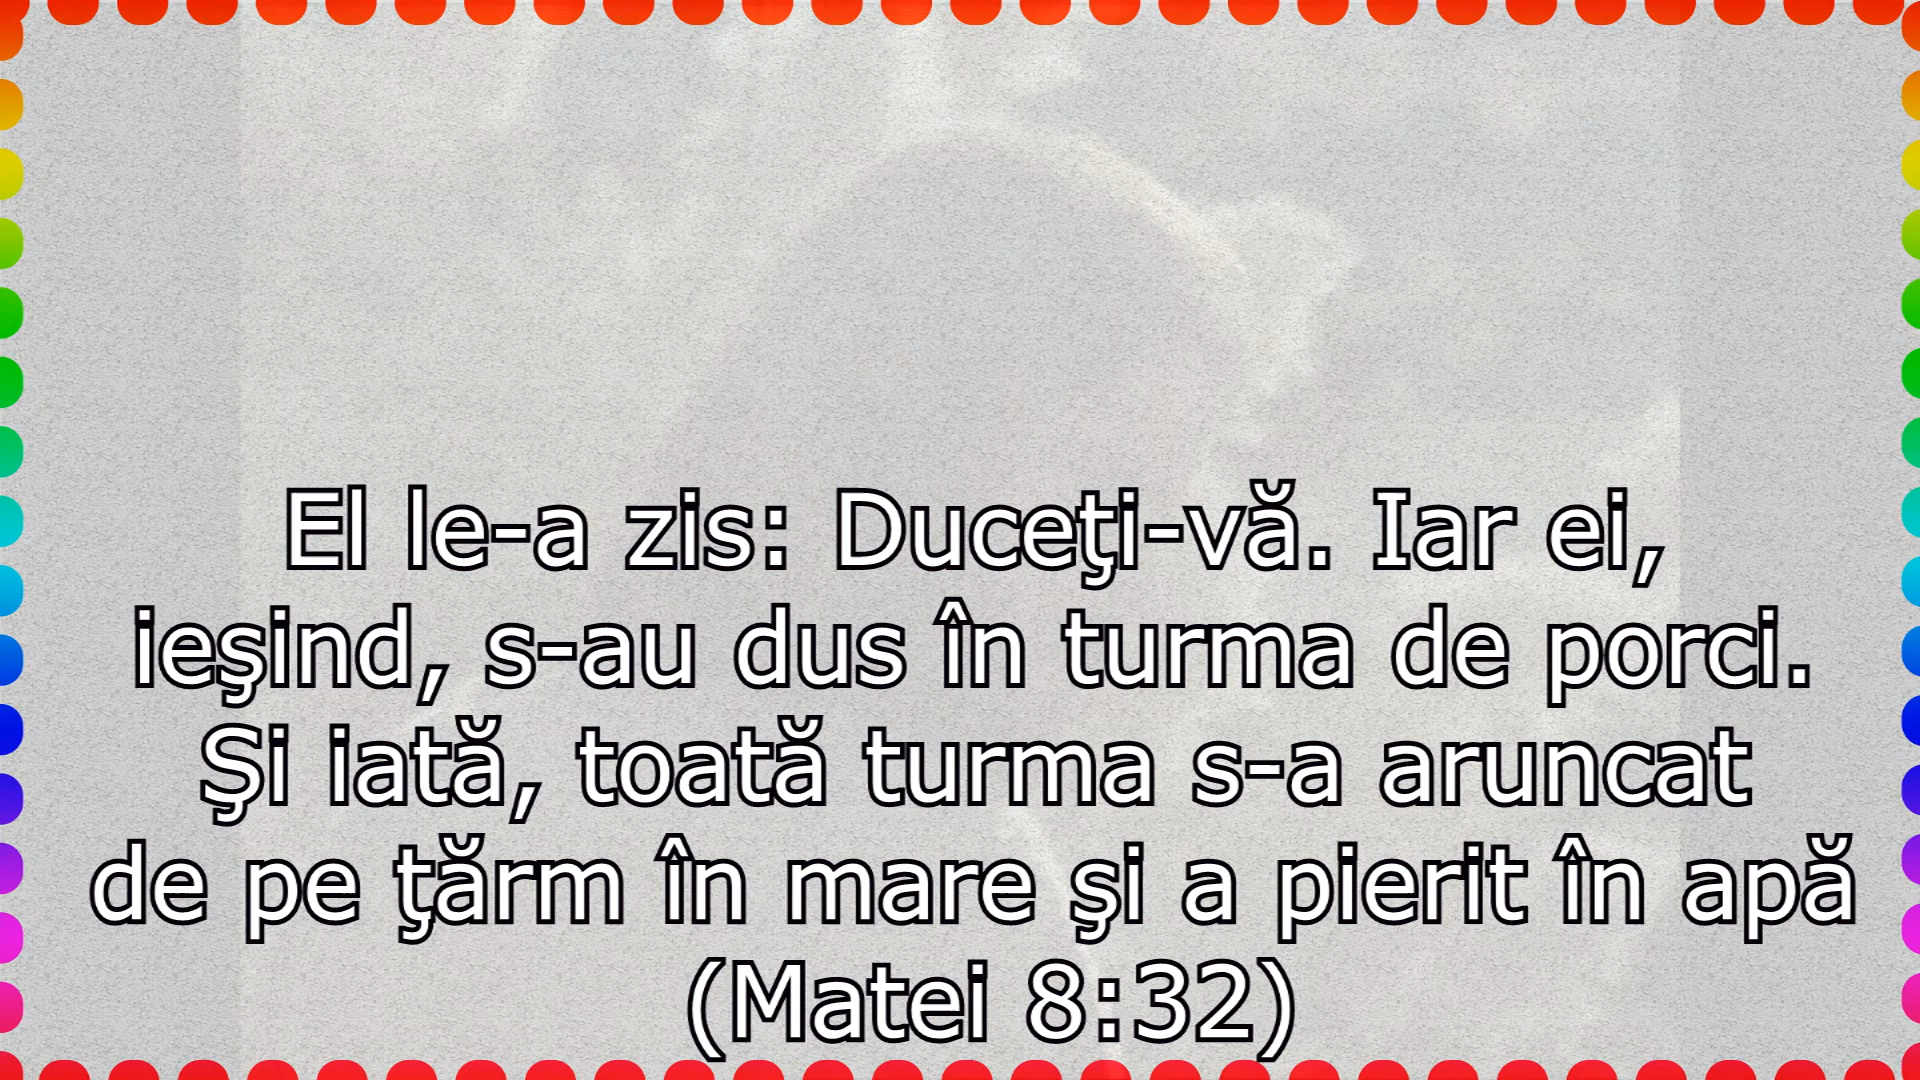 El le-a zis: Duceţi-vă. Iar ei,
ieşind, s-au dus în turma de porci.
Şi iată, toată turma s-a aruncat
de pe ţărm în mare şi a pierit în apă
(Matei 8:32)